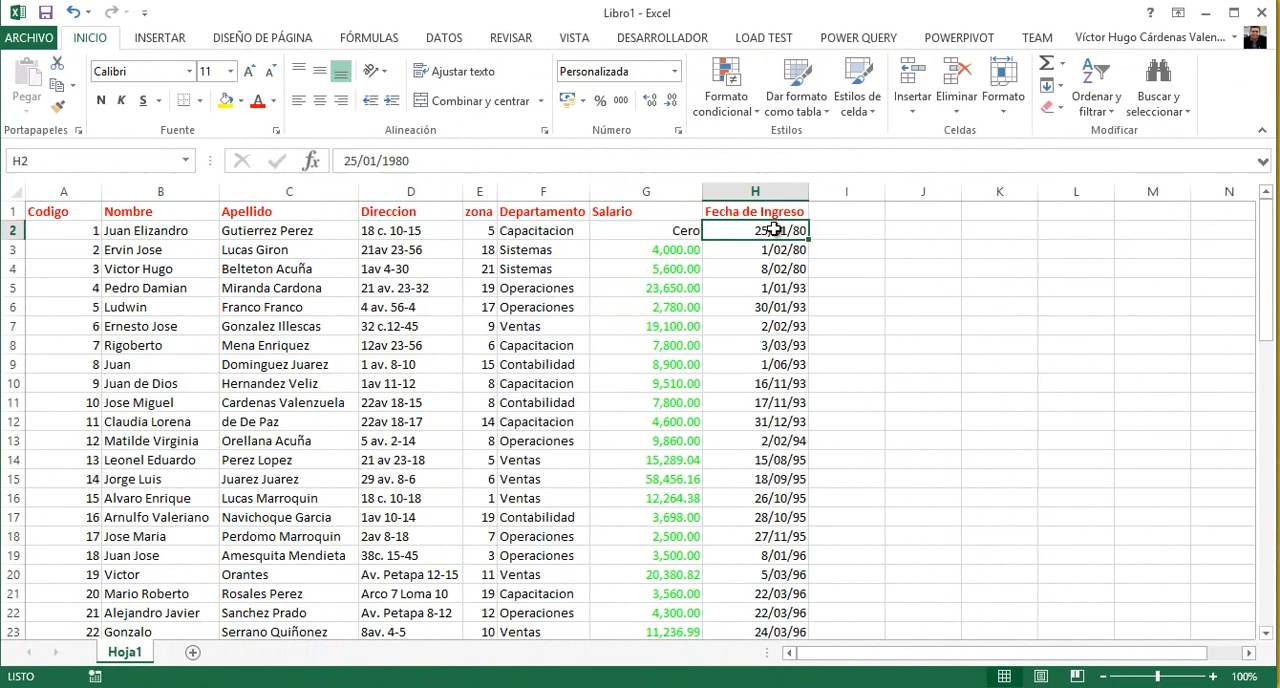 Libro1 - Excel
ARCHIVO INICIO INSERTAR DISEÑO DE PÁGINA FÓRMULAS DATOS REVISAR VISTA DESARROLLADOR LOAD TEST POWER QUERY POWERPIVOT TEAM Víctor Hugo Cárdenas Valen...
Pegar Calibri 11 Ajustar texto Personalizada
N K S Combinar y centrar % 000
Formato condicional Dar formato como tabla Estilos de celda Insertar Eliminar Formato Ordenar y filtrar Buscar y seleccionar
Portapapeles Fuente Alineación Número Estilos Celdas Modificar
H2 fx 25/01/1980
A B C D E F G H I J K L M N
1 Codigo Nombre Apellido Direccion zona Departamento Salario Fecha de Ingreso
2 1 Juan Elizandro Gutierrez Perez 18 c. 10-15 5 Capacitacion Cero 25/01/80
3 2 Ervin Jose Lucas Giron 21av 23-56 18 Sistemas 4,000.00 1/02/80
4 3 Victor Hugo Belteton Acuña 1av 4-30 21 Sistemas 5,600.00 8/02/80
5 4 Pedro Damian Miranda Cardona 21 av. 23-32 19 Operaciones 23,650.00 1/01/93
6 5 Ludwin Franco Franco 4 av. 56-4 17 Operaciones 2,780.00 30/01/93
7 6 Ernesto Jose Gonzalez Illescas 32 c.12-45 9 Ventas 19,100.00 2/02/93
8 7 Rigoberto Mena Enriquez 12av 23-56 6 Capacitacion 7,800.00 3/03/93
9 8 Juan Dominguez Juarez 1 av. 8-10 15 Contabilidad 8,900.00 1/06/93
10 9 Juan de Dios Hernandez Veliz 1av 11-12 8 Capacitacion 9,510.00 16/11/93
11 10 Jose Miguel Cardenas Valenzuela 22av 18-15 8 Contabilidad 7,800.00 17/11/93
12 11 Claudia Lorena de De Paz 22av 18-17 14 Capacitacion 4,600.00 31/12/93
13 12 Matilde Virginia Orellana Acuña 5 av. 2-14 8 Operaciones 9,860.00 2/02/94
14 13 Leonel Eduardo Perez Lopez 21 av 23-18 5 Ventas 15,289.04 15/08/95
15 14 Jorge Luis Juarez Juarez 29 av. 8-6 6 Ventas 58,456.16 18/09/95
16 15 Alvaro Enrique Lucas Marroquin 18 c. 10-18 1 Ventas 12,264.38 26/10/95
17 16 Arnulfo Valeriano Navichoque Garcia 1av 10-14 19 Contabilidad 3,698.00 28/10/95
18 17 Jose Maria Perdomo Marroquin 2av 8-18 7 Operaciones 2,500.00 27/11/95
19 18 Juan Jose Amesquita Mendieta 38c. 15-45 3 Operaciones 3,500.00 8/01/96
20 19 Victor Orantes Av. Petapa 12-15 11 Ventas 20,380.82 5/03/96
21 20 Mario Roberto Rosales Perez Arco 7 Loma 10 19 Capacitacion 3,560.00 22/03/96
22 21 Alejandro Javier Sanchez Prado Av. Petapa 8-12 12 Operaciones 4,300.00 22/03/96
23 22 Gonzalo Serrano Quiñonez 8av. 4-5 10 Ventas 11,236.99 24/03/96
Hoja1
LISTO 100%